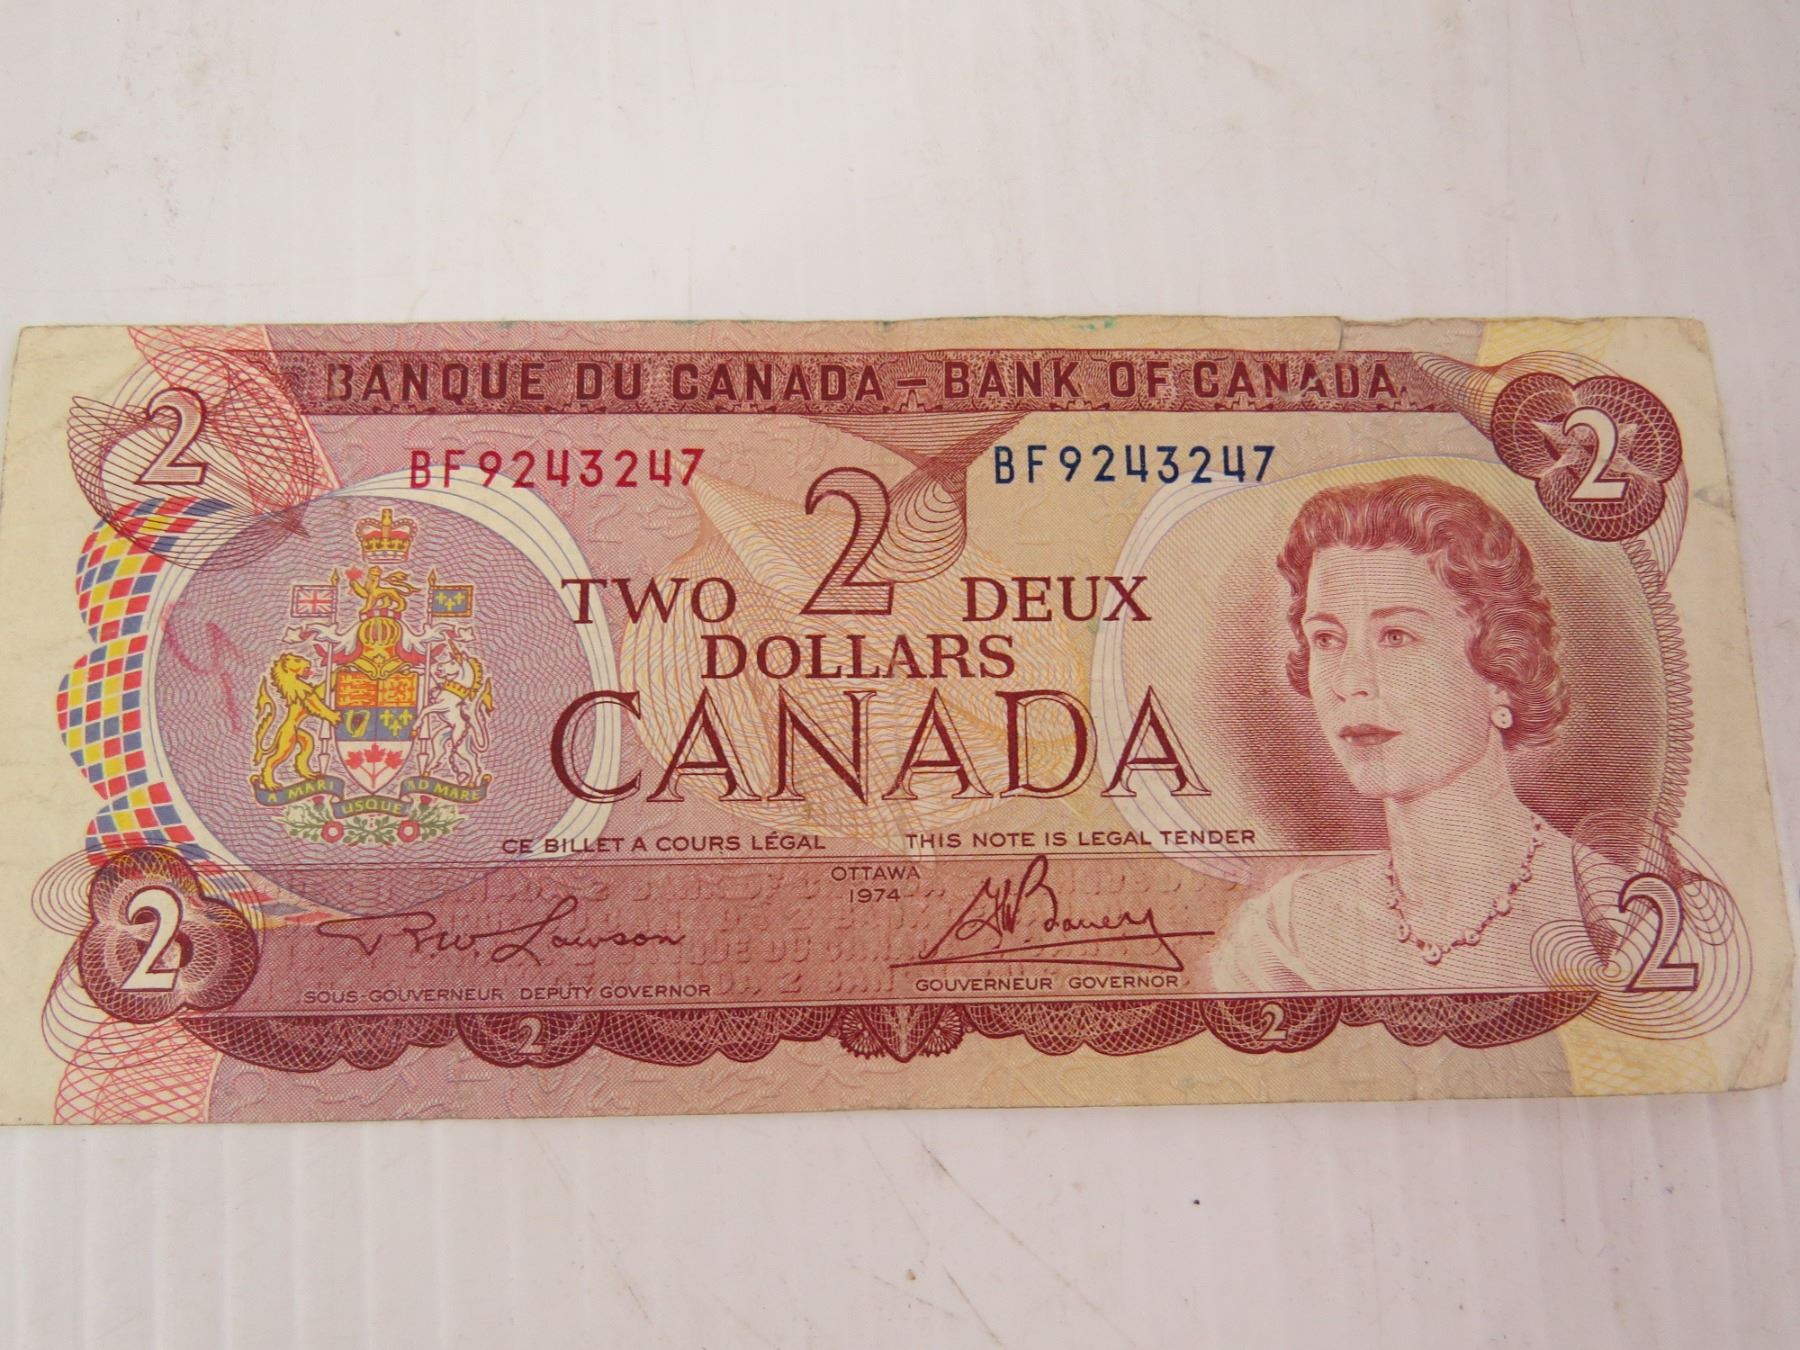 BANQUE DU CANADA – BANK OF CANADA
2 2
BF9243247 BF9243247
2
TWO DEUX
DOLLARS
CANADA
A MARI USQUE AD MARE
CE BILLET A COURS LÉGAL THIS NOTE IS LEGAL TENDER
OTTAWA
1974
2 2
R.W. Lawson G.K. Bouey
SOUS-GOUVERNEUR DEPUTY GOVERNOR GOUVERNEUR GOVERNOR
2 2